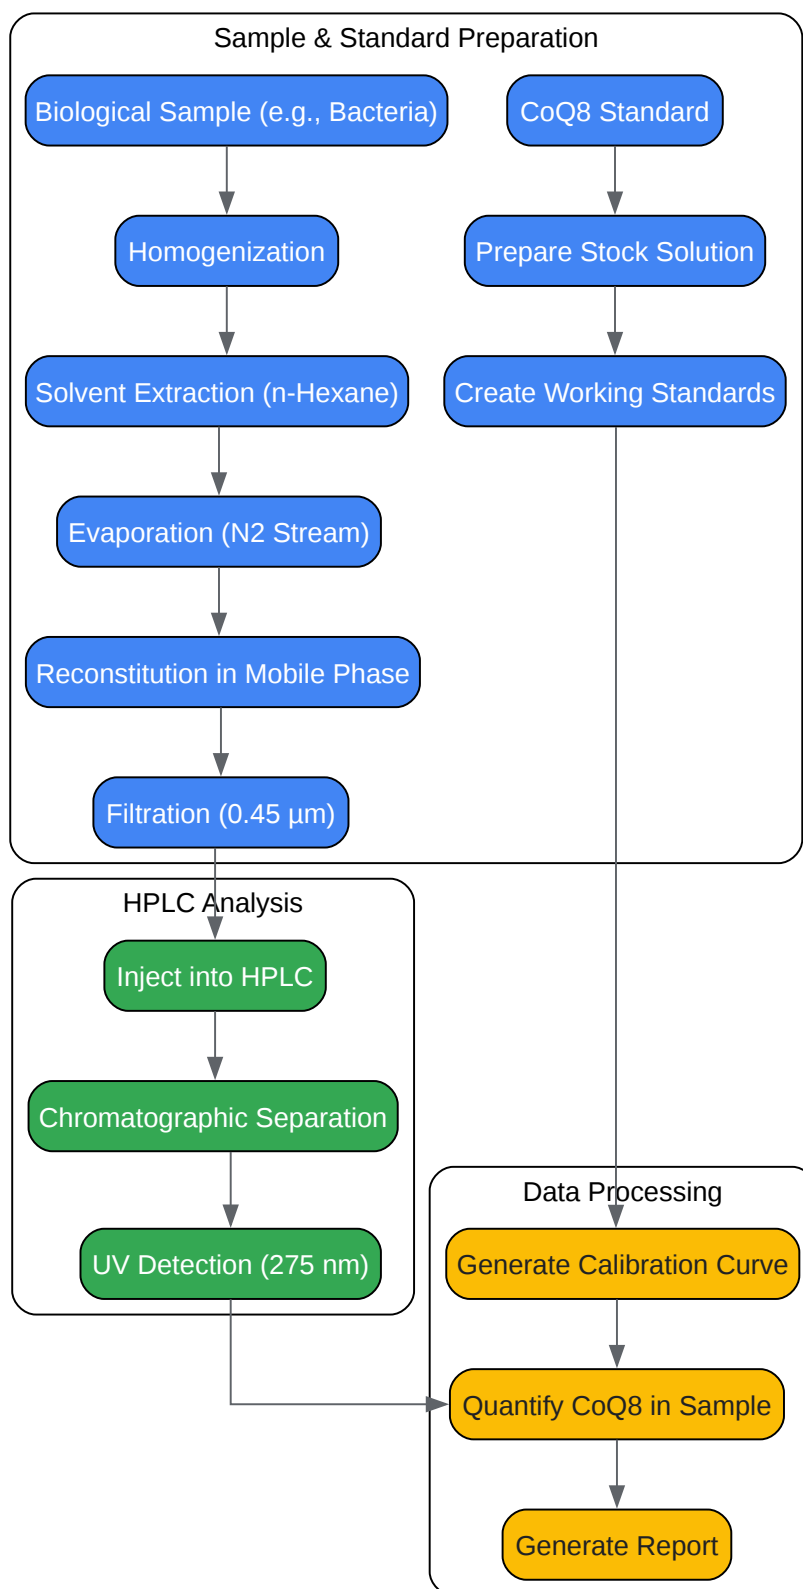 Sample & Standard Preparation
Biological Sample (e.g., Bacteria)
CoQ8 Standard
Homogenization
Prepare Stock Solution
Solvent Extraction (n-Hexane)
Create Working Standards
Evaporation (N2 Stream)
Reconstitution in Mobile Phase
Filtration (0.45 µm)
HPLC Analysis
Inject into HPLC
Chromatographic Separation
UV Detection (275 nm)
Data Processing
Generate Calibration Curve
Quantify CoQ8 in Sample
Generate Report